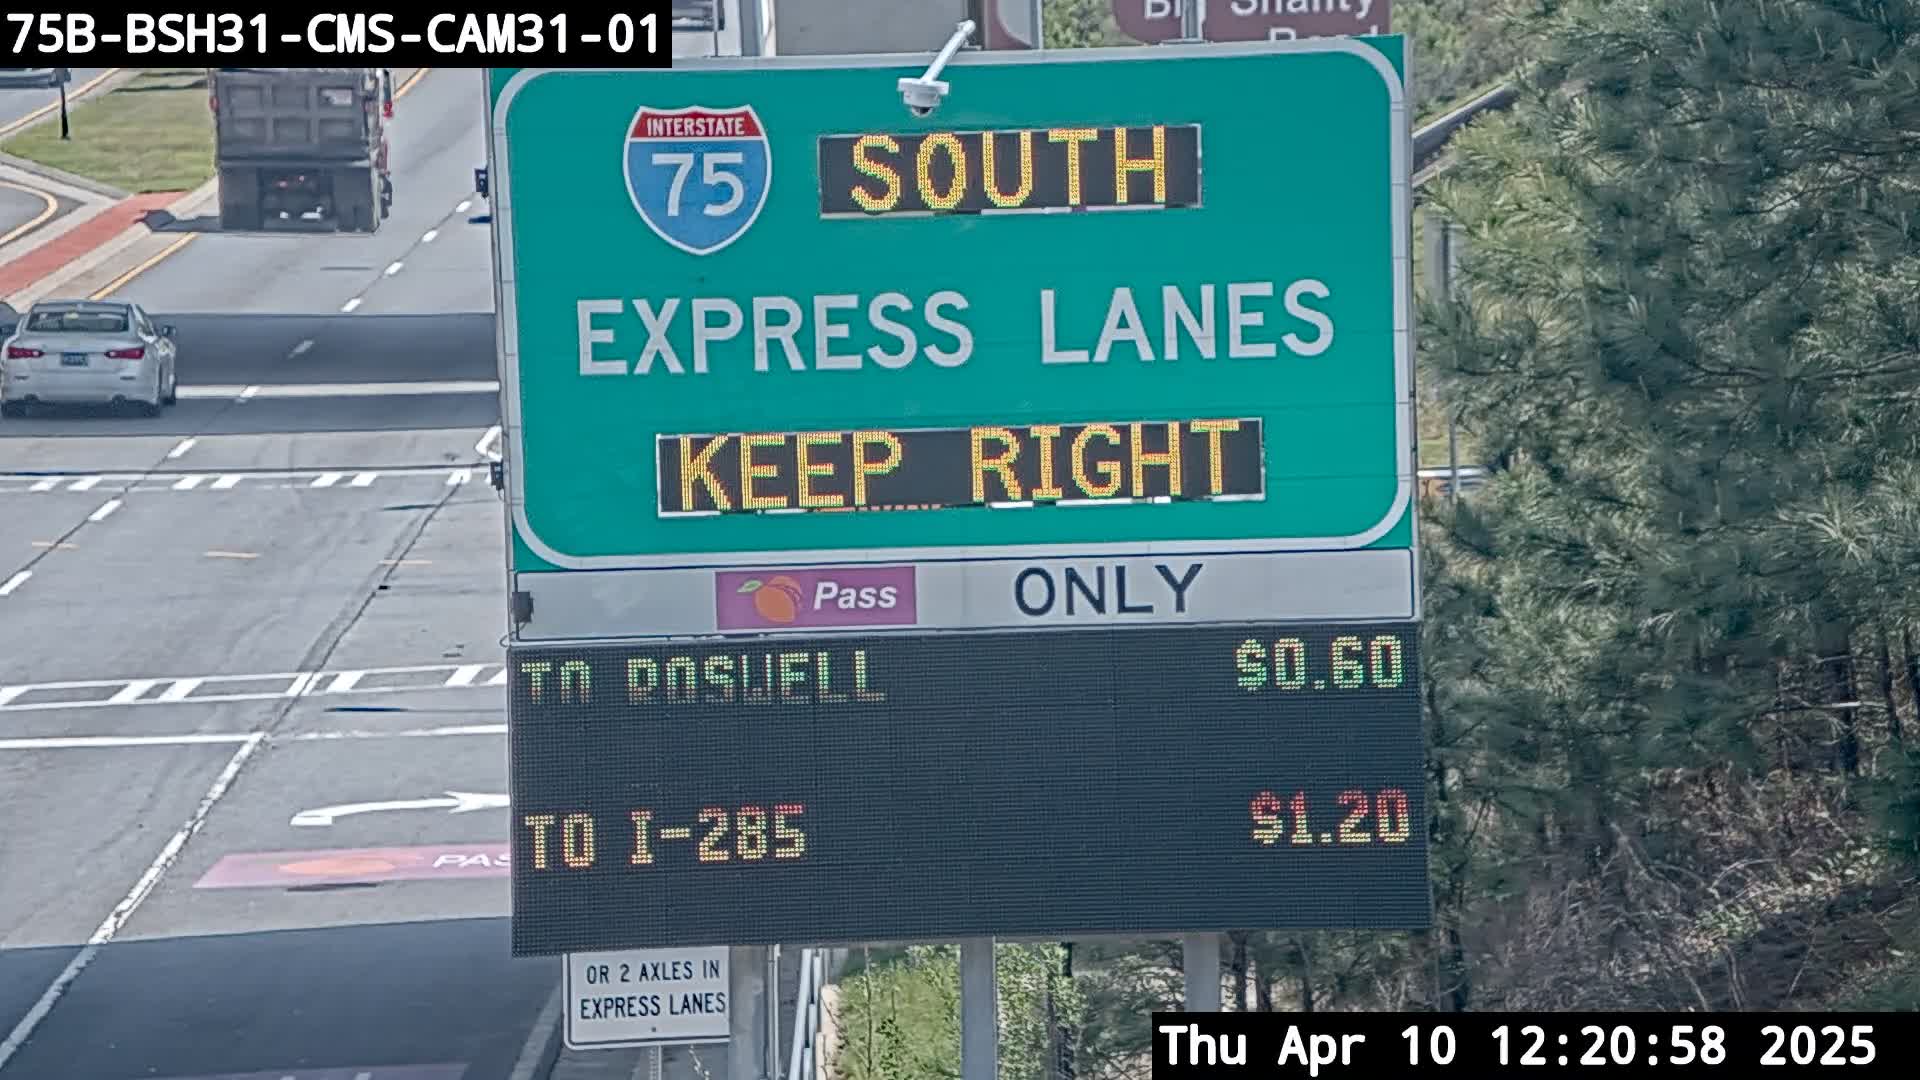 75B-BSH31-CMS-CAM31-01
Shanty
INTERSTATE
75
SOUTH
EXPRESS LANES
KEEP RIGHT
Pass ONLY
TO ROSWELL $0.60
TO I-285 $1.20
OR 2 AXLES IN
EXPRESS LANES
Thu Apr 10 12:20:58 2025